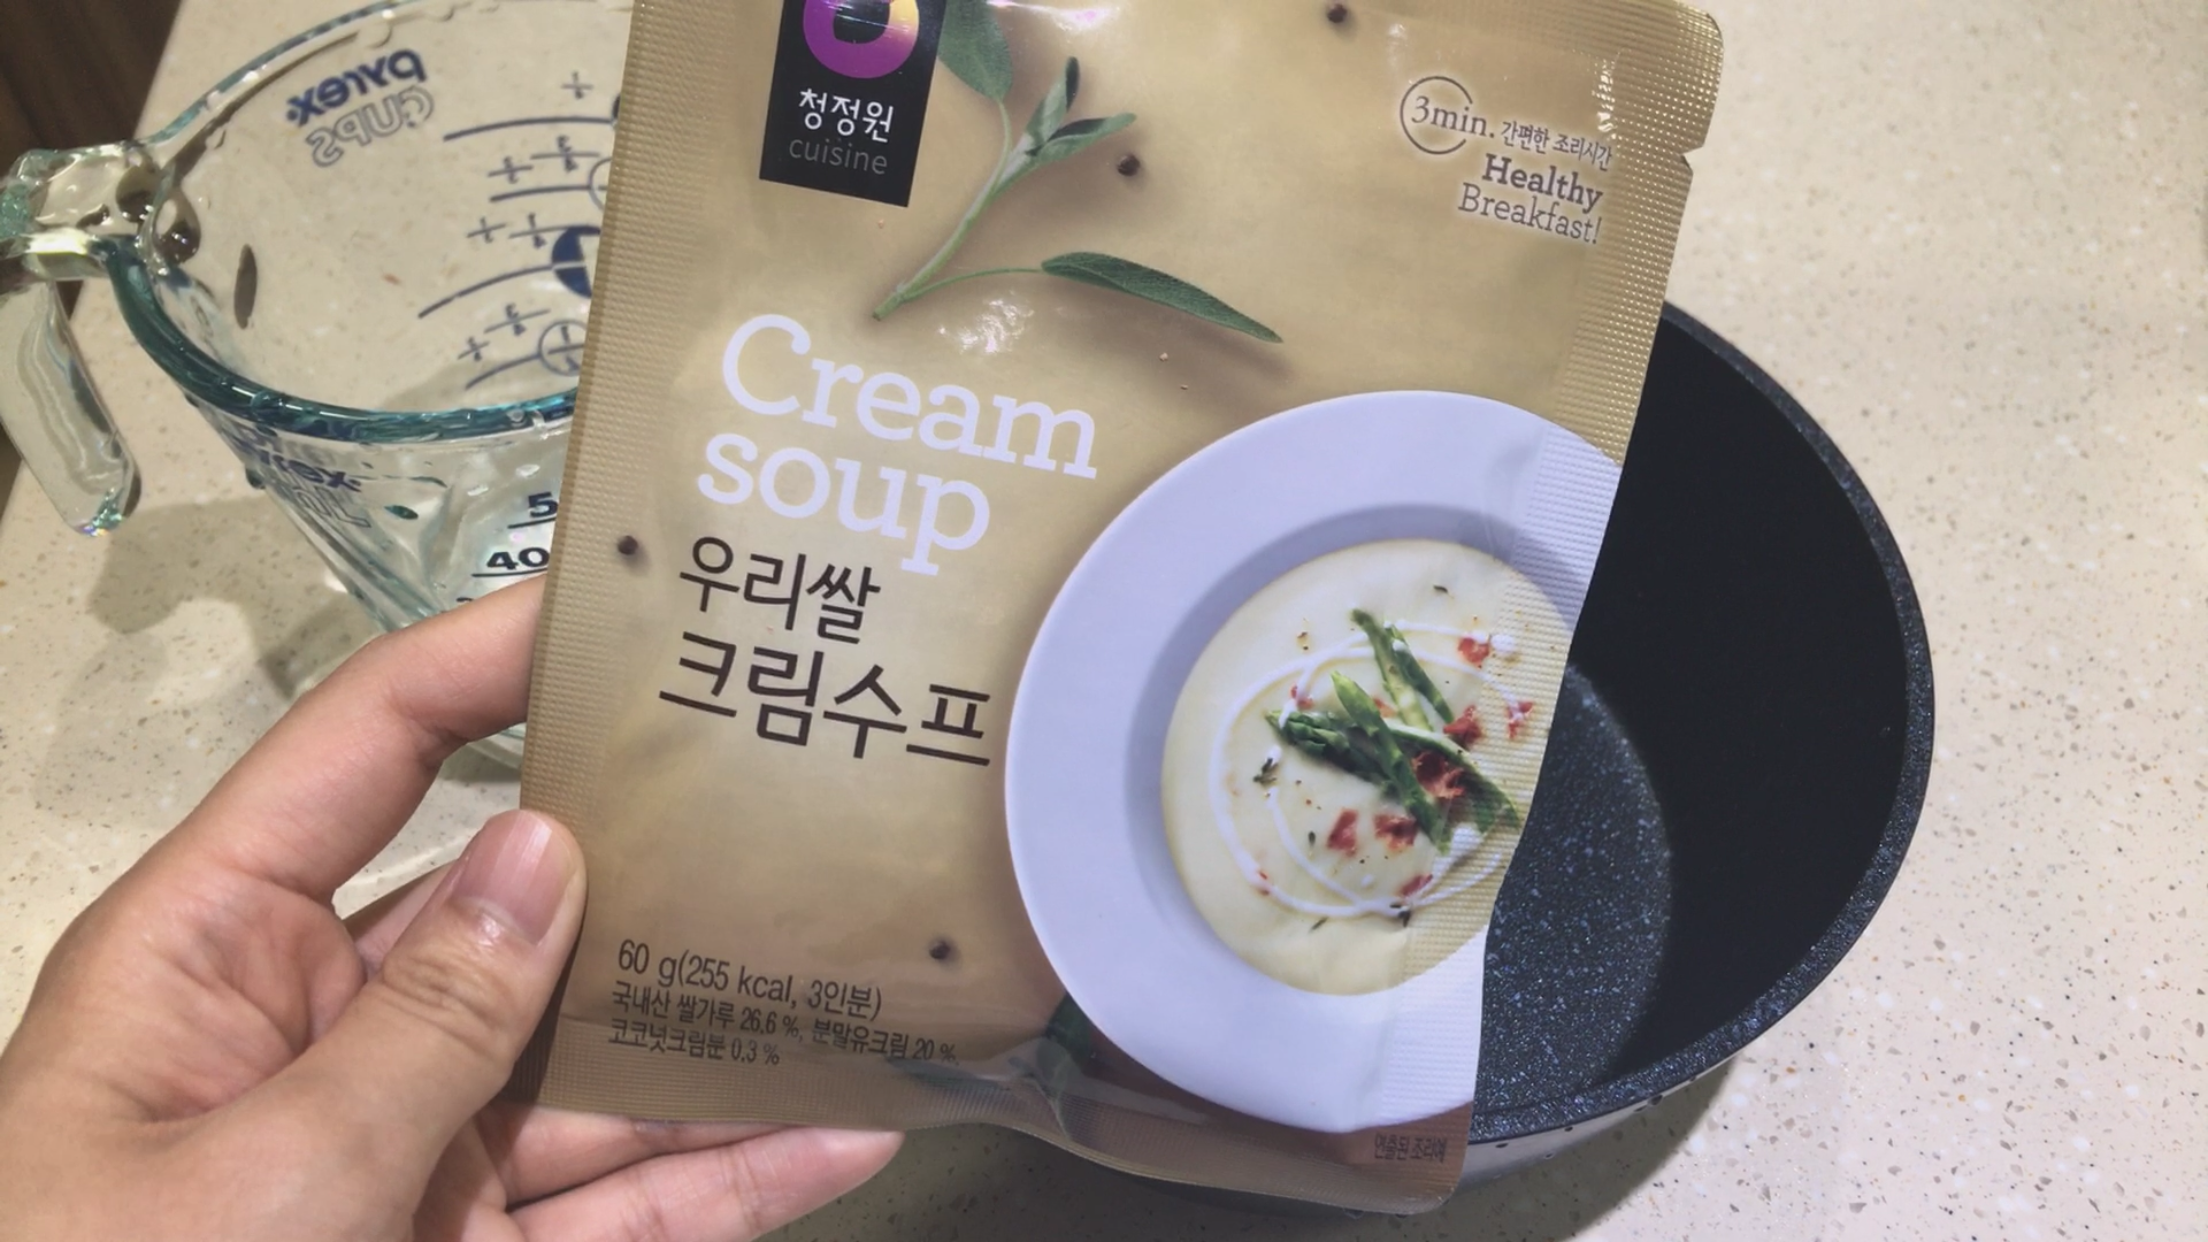 청정원
cuisine
3min. 간편한 조리시간
Healthy
Breakfast!
Cream
soup
우리쌀
크림수프
60 g(255 kcal, 3인분)
국내산 쌀가루 26.6 %, 분말유크림 20 %,
코코넛크림분 0.3 %
연출된 조리예
pyrex
CUPS
5
40